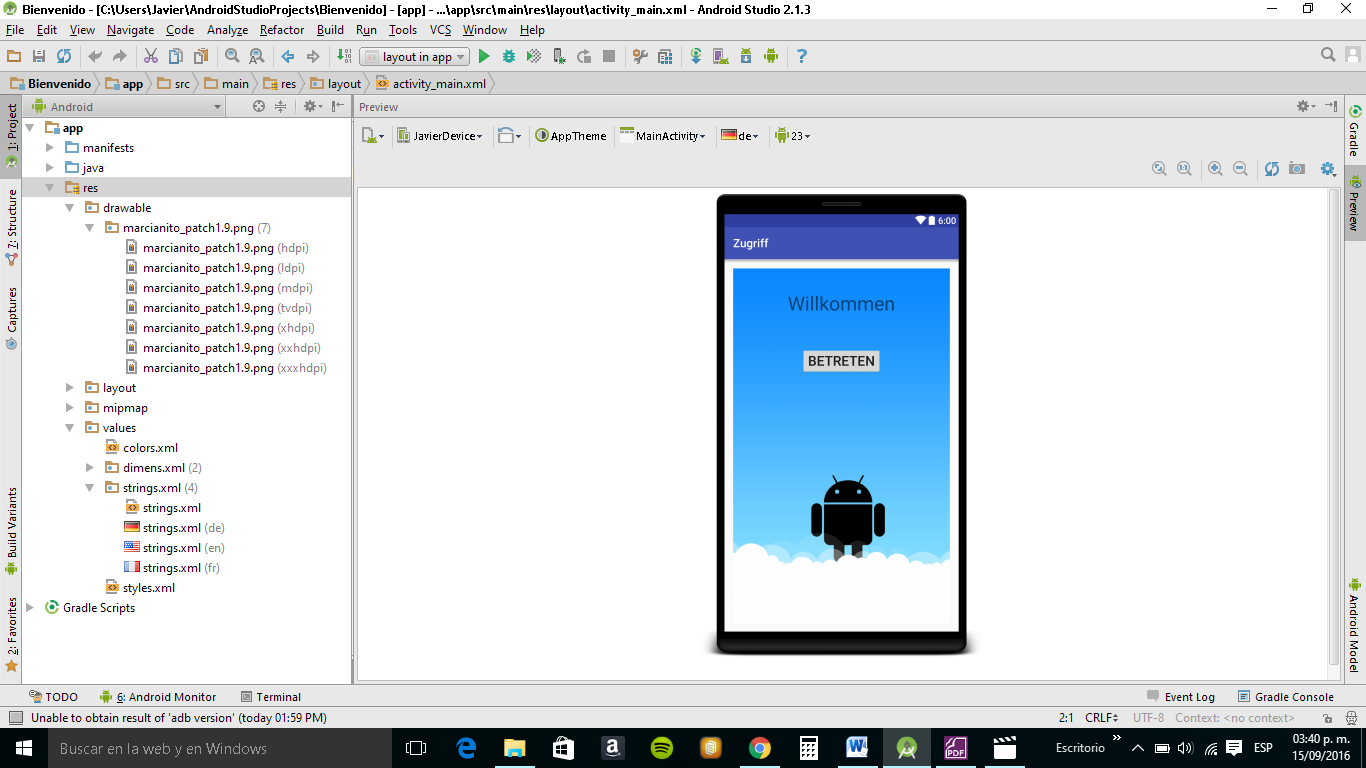 Bienvenido - [C:\Users\Javier\AndroidStudioProjects\Bienvenido] - [app] - ...\app\src\main\res\layout\activity_main.xml - Android Studio 2.1.3
File Edit View Navigate Code Analyze Refactor Build Run Tools VCS Window Help
layout in app
Bienvenido app src main res layout activity_main.xml
Android
Preview
1: Project
7: Structure
Captures
Build Variants
2: Favorites
app
manifests
java
res
drawable
marcianito_patch1.9.png (7)
marcianito_patch1.9.png (hdpi)
marcianito_patch1.9.png (ldpi)
marcianito_patch1.9.png (mdpi)
marcianito_patch1.9.png (tvdpi)
marcianito_patch1.9.png (xhdpi)
marcianito_patch1.9.png (xxhdpi)
marcianito_patch1.9.png (xxxhdpi)
layout
mipmap
values
colors.xml
dimens.xml (2)
strings.xml (4)
strings.xml
strings.xml (de)
strings.xml (en)
strings.xml (fr)
styles.xml
Gradle Scripts
JavierDevice AppTheme MainActivity de 23
1:1
6:00
Zugriff
Willkommen
BETRETEN
Gradle
Preview
Android Model
TODO 6: Android Monitor Terminal Event Log Gradle Console
Unable to obtain result of 'adb version' (today 01:59 PM) 2:1 CRLF UTF-8 Context: <no context>
Buscar en la web y en Windows
a
W
PDF
Escritorio » ESP
03:40 p. m.
15/09/2016